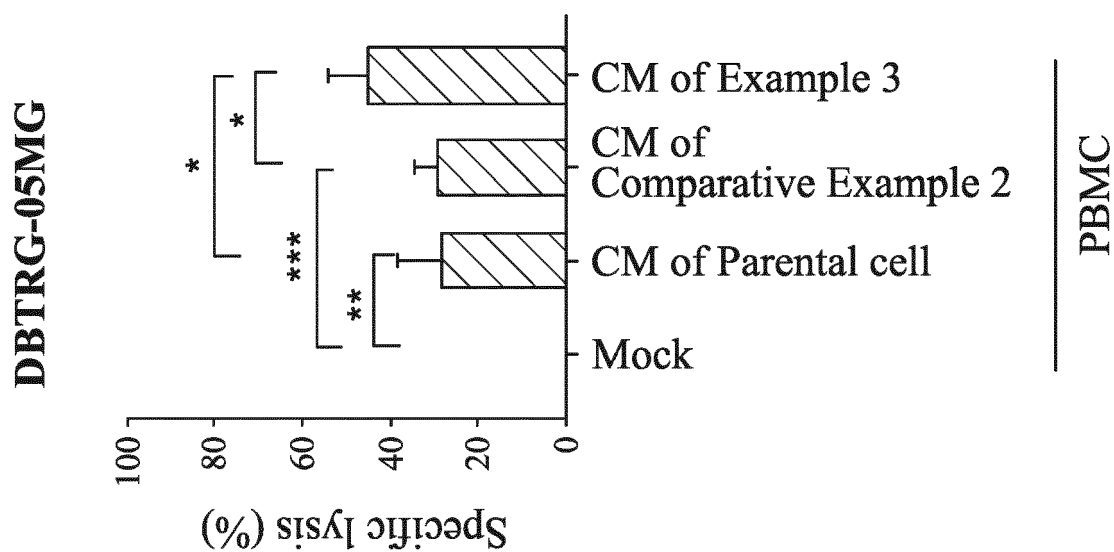 DBTRG-05MG
Specific lysis (%)
100
80
60
40
20
0
*
*
***
**
Mock
CM of Parental cell
CM of
Comparative Example 2
CM of Example 3
PBMC